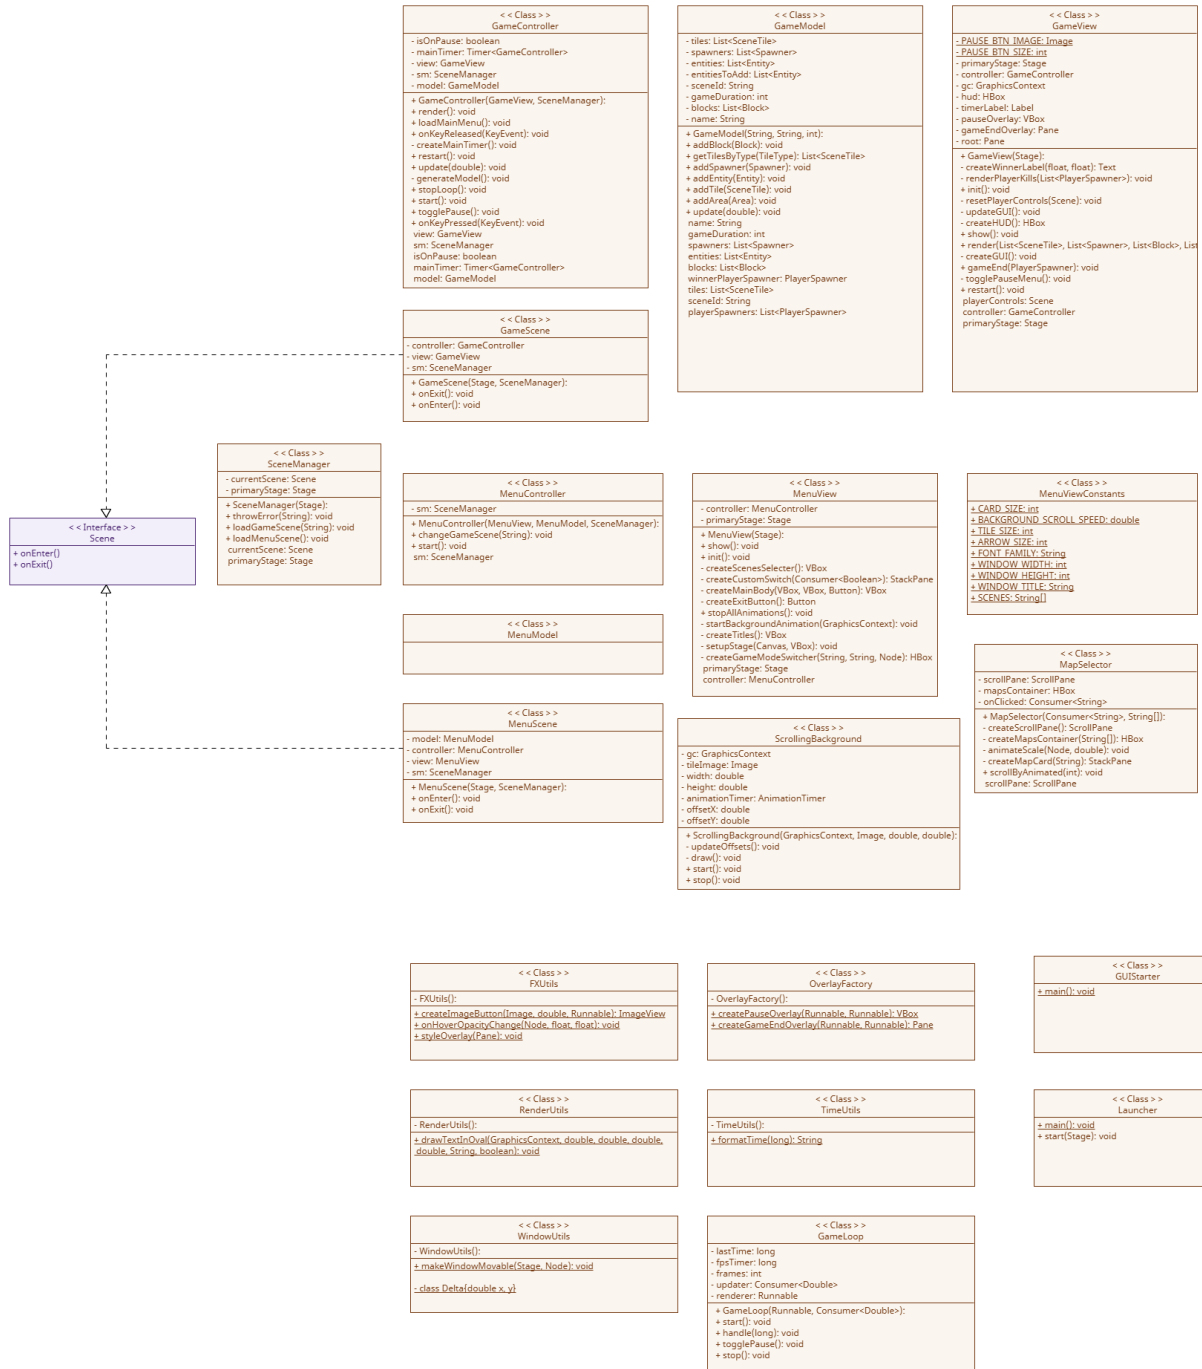 < < Class > >
GameController
- isOnPause: boolean
- mainTimer: Timer<GameController>
- view: GameView
- sm: SceneManager
- model: GameModel
+ GameController(GameView, SceneManager):
+ render(): void
+ loadMainMenu(): void
+ onKeyReleased(KeyEvent): void
- createMainTimer(): void
+ restart(): void
+ update(double): void
- generateModel(): void
+ stopLoop(): void
+ start(): void
+ togglePause(): void
+ onKeyPressed(KeyEvent): void
view: GameView
sm: SceneManager
isOnPause: boolean
mainTimer: Timer<GameController>
model: GameModel
< < Class > >
GameModel
- tiles: List<SceneTile>
- spawners: List<Spawner>
- entities: List<Entity>
- entitiesToAdd: List<Entity>
- sceneId: String
- gameDuration: int
- blocks: List<Block>
- name: String
+ GameModel(String, String, int):
+ addBlock(Block): void
+ getTilesByType(TileType): List<SceneTile>
+ addSpawner(Spawner): void
+ addEntity(Entity): void
+ addTile(SceneTile): void
+ addArea(Area): void
+ update(double): void
name: String
gameDuration: int
spawners: List<Spawner>
entities: List<Entity>
blocks: List<Block>
winnerPlayerSpawner: PlayerSpawner
tiles: List<SceneTile>
sceneId: String
playerSpawners: List<PlayerSpawner>
< < Class > >
GameView
- PAUSE_BTN_IMAGE: Image
- PAUSE_BTN_SIZE: int
- primaryStage: Stage
- controller: GameController
- gc: GraphicsContext
- hud: HBox
- timerLabel: Label
- pauseOverlay: VBox
- gameEndOverlay: Pane
- root: Pane
+ GameView(Stage):
- createWinnerLabel(float, float): Text
- renderPlayerKills(List<PlayerSpawner>): void
+ init(): void
- resetPlayerControls(Scene): void
- updateGUI(): void
- createHUD(): HBox
+ show(): void
+ render(List<SceneTile>, List<Spawner>, List<Block>, List
- createGUI(): void
+ gameEnd(PlayerSpawner): void
- togglePauseMenu(): void
+ restart(): void
playerControls: Scene
controller: GameController
primaryStage: Stage
< < Class > >
GameScene
- controller: GameController
- view: GameView
- sm: SceneManager
+ GameScene(Stage, SceneManager):
+ onExit(): void
+ onEnter(): void
< < Interface > >
Scene
+ onEnter()
+ onExit()
< < Class > >
SceneManager
- currentScene: Scene
- primaryStage: Stage
+ SceneManager(Stage):
+ throwError(String): void
+ loadGameScene(String): void
+ loadMenuScene(): void
currentScene: Scene
primaryStage: Stage
< < Class > >
MenuController
- sm: SceneManager
+ MenuController(MenuView, MenuModel, SceneManager):
+ changeGameScene(String): void
+ start(): void
sm: SceneManager
< < Class > >
MenuModel
< < Class > >
MenuScene
- model: MenuModel
- controller: MenuController
- view: MenuView
- sm: SceneManager
+ MenuScene(Stage, SceneManager):
+ onEnter(): void
+ onExit(): void
< < Class > >
MenuView
- controller: MenuController
- primaryStage: Stage
+ MenuView(Stage):
+ show(): void
+ init(): void
- createScenesSelecter(): VBox
- createCustomSwitch(Consumer<Boolean>): StackPane
- createMainBody(VBox, VBox, Button): VBox
- createExitButton(): Button
+ stopAllAnimations(): void
- startBackgroundAnimation(GraphicsContext): void
- createTitles(): VBox
- setupStage(Canvas, VBox): void
- createGameModeSwitcher(String, String, Node): HBox
primaryStage: Stage
controller: MenuController
< < Class > >
MenuViewConstants
+ CARD_SIZE: int
+ BACKGROUND_SCROLL_SPEED: double
+ TILE_SIZE: int
+ ARROW_SIZE: int
+ FONT_FAMILY: String
+ WINDOW_WIDTH: int
+ WINDOW_HEIGHT: int
+ WINDOW_TITLE: String
+ SCENES: String[]
< < Class > >
MapSelector
- scrollPane: ScrollPane
- mapsContainer: HBox
- onClicked: Consumer<String>
+ MapSelector(Consumer<String>, String[]):
- createScrollPane(): ScrollPane
- createMapsContainer(String[]): HBox
- animateScale(Node, double): void
- createMapCard(String): StackPane
+ scrollByAnimated(int): void
scrollPane: ScrollPane
< < Class > >
ScrollingBackground
- gc: GraphicsContext
- tileImage: Image
- width: double
- height: double
- animationTimer: AnimationTimer
- offsetX: double
- offsetY: double
+ ScrollingBackground(GraphicsContext, Image, double, double):
- updateOffsets(): void
- draw(): void
+ start(): void
+ stop(): void
< < Class > >
FXUtils
- FXUtils():
+ createImageButton(Image, double, Runnable): ImageView
+ onHoverOpacityChange(Node, float, float): void
+ styleOverlay(Pane): void
< < Class > >
OverlayFactory
- OverlayFactory():
+ createPauseOverlay(Runnable, Runnable): VBox
+ createGameEndOverlay(Runnable, Runnable): Pane
< < Class > >
GUIStarter
+ main(): void
< < Class > >
RenderUtils
- RenderUtils():
+ drawTextInOval(GraphicsContext, double, double, double,
double, String, boolean): void
< < Class > >
TimeUtils
- TimeUtils():
+ formatTime(long): String
< < Class > >
Launcher
+ main(): void
+ start(Stage): void
< < Class > >
WindowUtils
- WindowUtils():
+ makeWindowMovable(Stage, Node): void
- class Delta{double x, y}
< < Class > >
GameLoop
- lastTime: long
- fpsTimer: long
- frames: int
- updater: Consumer<Double>
- renderer: Runnable
+ GameLoop(Runnable, Consumer<Double>):
+ start(): void
+ handle(long): void
+ togglePause(): void
+ stop(): void